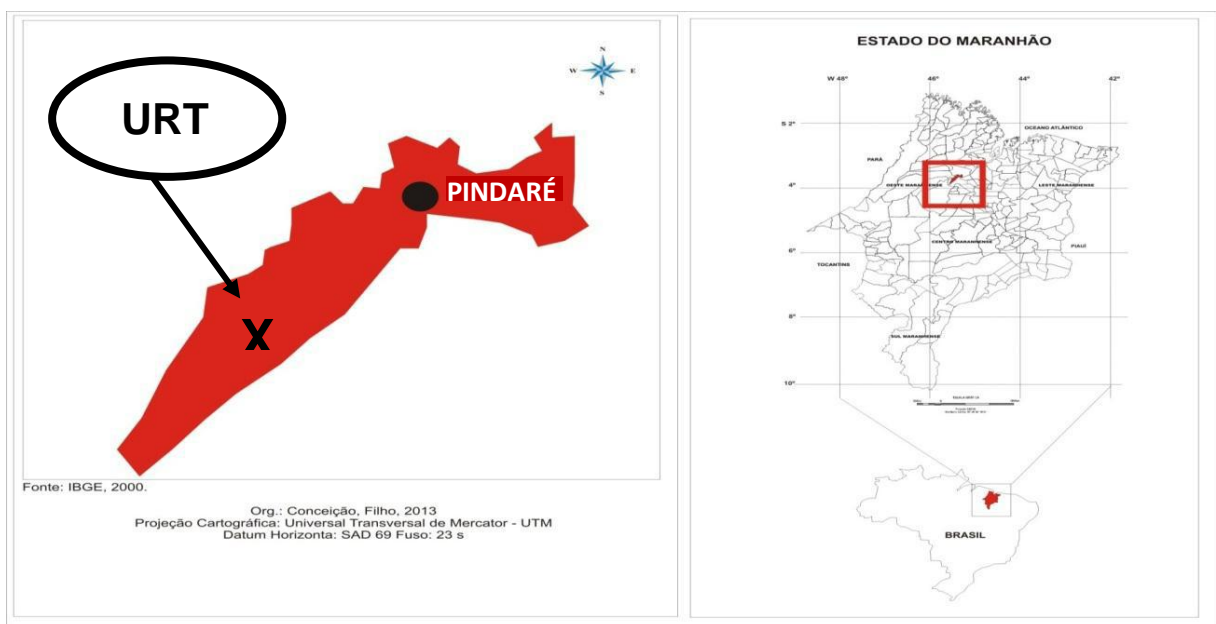 N
W
E
S
URT
PINDARÉ
X
Fonte: IBGE, 2000.
Org.: Conceição, Filho, 2013
Projeção Cartográfica: Universal Transversal de Mercator - UTM
Datum Horizonta: SAD 69 Fuso: 23 s
ESTADO DO MARANHÃO
W 48° 46° 44° 42°
S 2°
OCEANO ATLÂNTICO
PARÁ
4°
OESTE MARANHENSE
LESTE MARANHENSE
CENTRO MARANHENSE
PIAUÍ
6°
TOCANTINS
8°
SUL MARANHENSE
10°
BRASIL